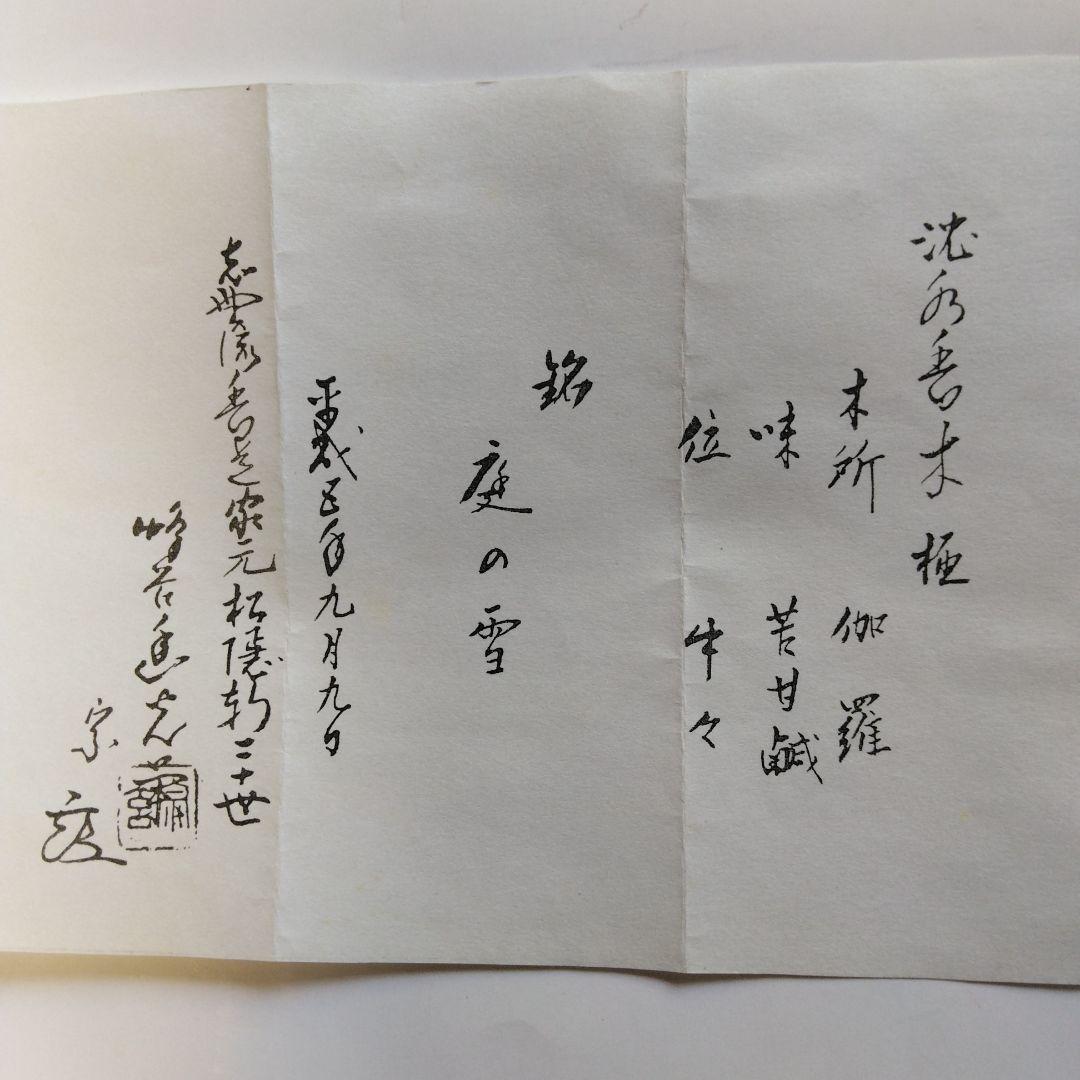 沈水香木極
木所 伽羅
味 苦甘鹹
位
銘
庭の雪
平成五年九月九日
志野流香道家元松隠軒二十世
蜂谷幽光斎
宗玄